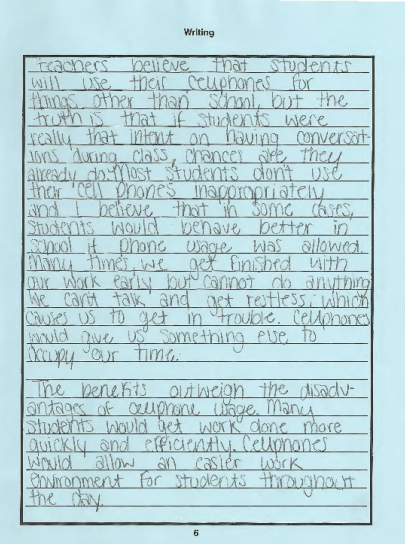 Writing
teachers believe that students
will use their cellphones for
things other than school, but the
truth is that if students were
really that intent on having conversat-
ions during class, chances are they
already do. Most students don't use
their cell phones inappropriately
and I believe that in some cases,
students would behave better in
school if phone usage was allowed.
Many times, we get finished with
our work early but cannot do anything.
We can't talk and get restless, which
causes us to get in trouble. Cellphones
would give us something else to
occupy our time.
The benefits outweigh the disadv-
antages of cellphone usage. Many
students would get work done more
quickly and efficiently. Cellphones
would allow an easier work
environment for students throughout
the day.
6